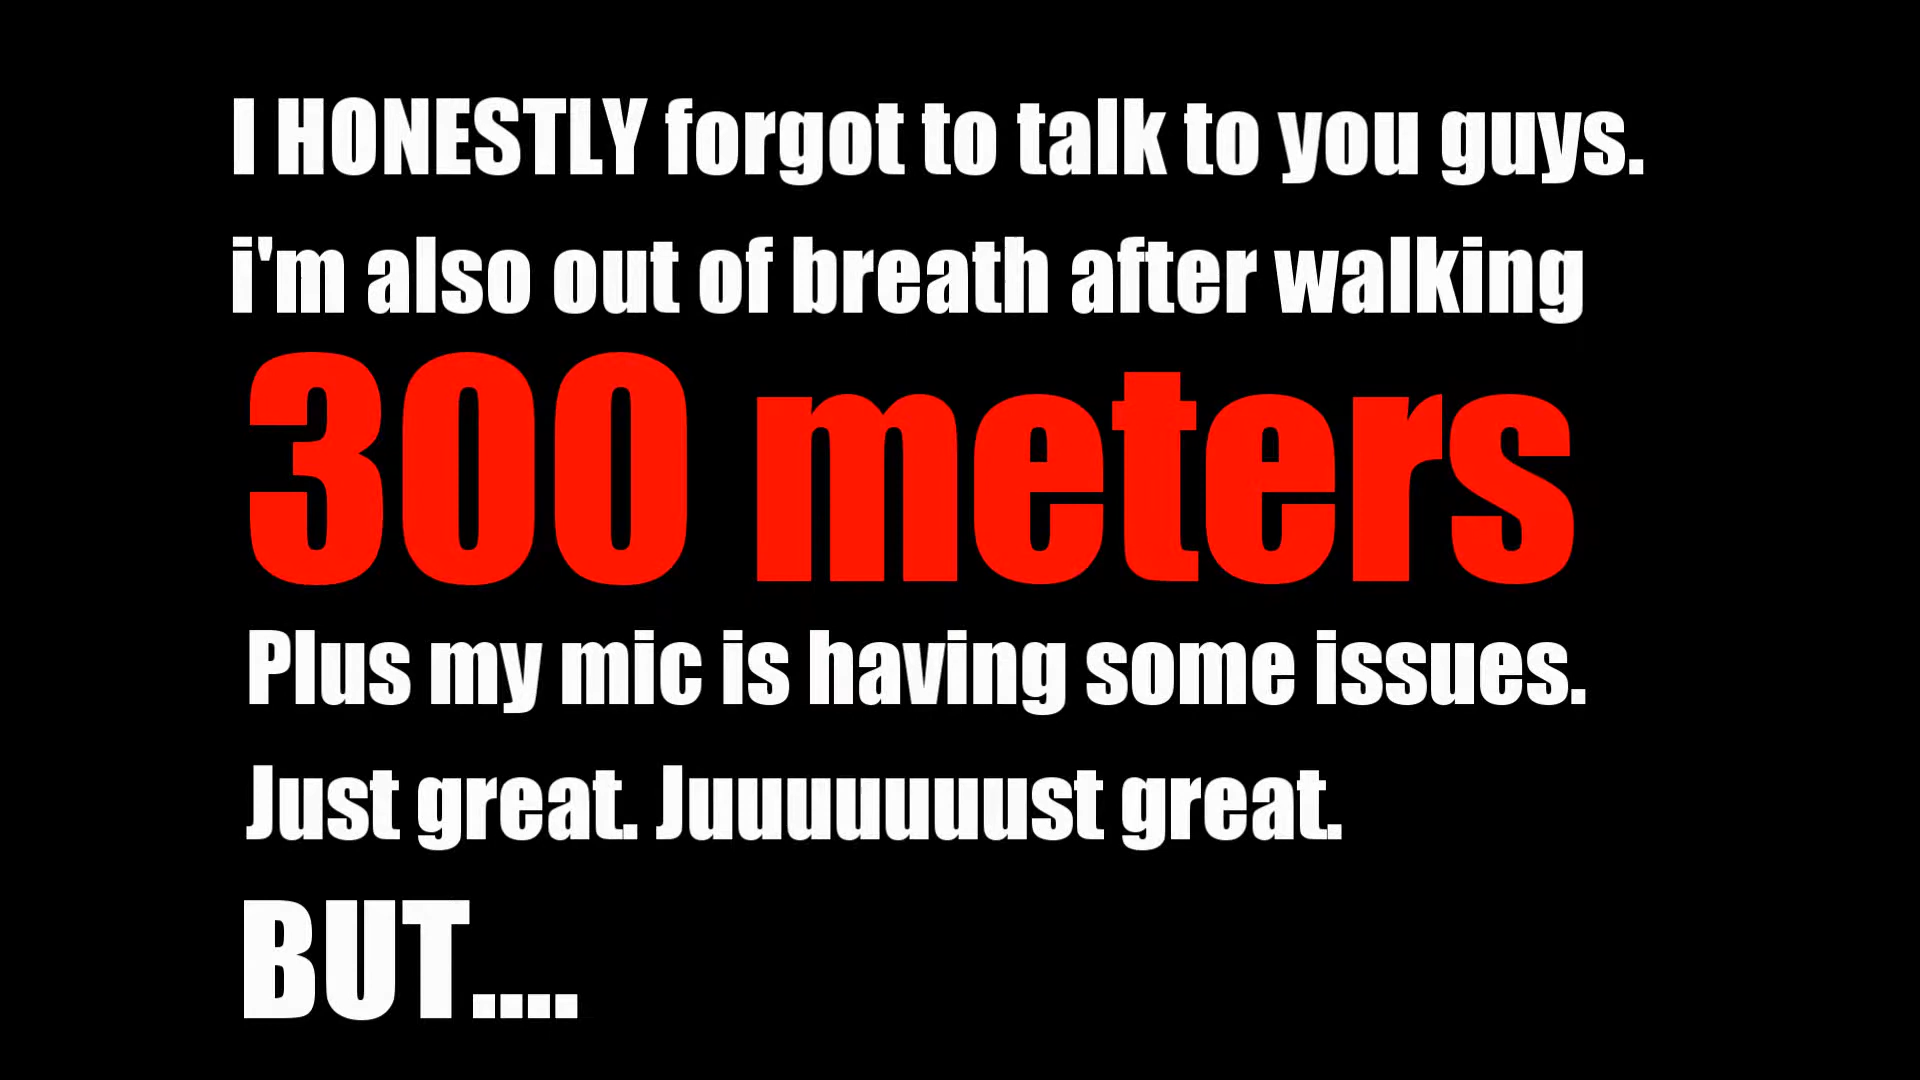 I HONESTLY forgot to talk to you guys.
i'm also out of breath after walking
300 meters
Plus my mic is having some issues.
Just great. Juuuuuuuust great.
BUT....